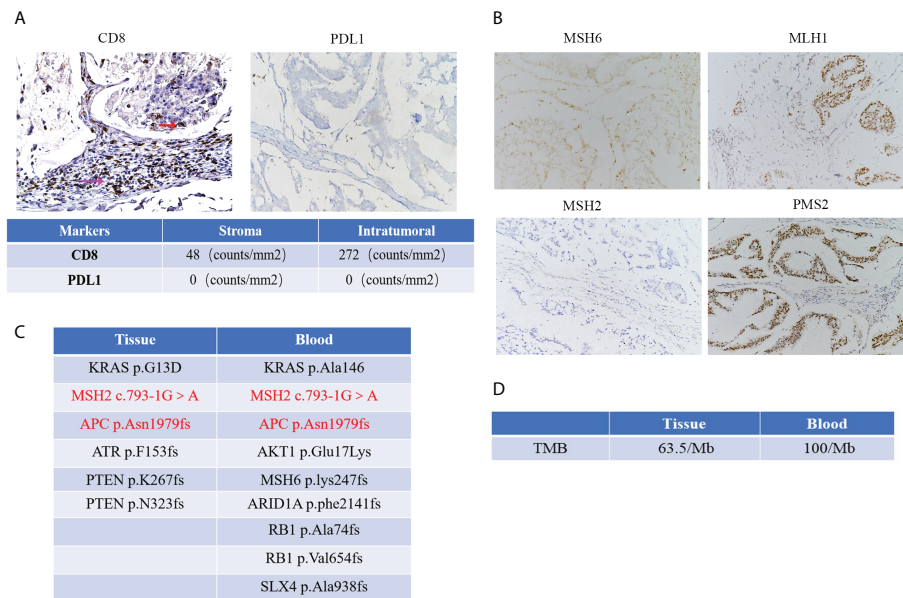 A
CD8
PDL1
Markers Stroma Intratumoral
CD8 48 (counts/mm2) 272 (counts/mm2)
PDL1 0 (counts/mm2) 0 (counts/mm2)
B
MSH6 MLH1
MSH2 PMS2
C
Tissue Blood
KRAS p.G13D KRAS p.Ala146
MSH2 c.793-1G > A MSH2 c.793-1G > A
APC p.Asn1979fs APC p.Asn1979fs
ATR p.F153fs AKT1 p.Glu17Lys
PTEN p.K267fs MSH6 p.lys247fs
PTEN p.N323fs ARID1A p.phe2141fs
RB1 p.Ala74fs
RB1 p.Val654fs
SLX4 p.Ala938fs
D
Tissue Blood
TMB 63.5/Mb 100/Mb